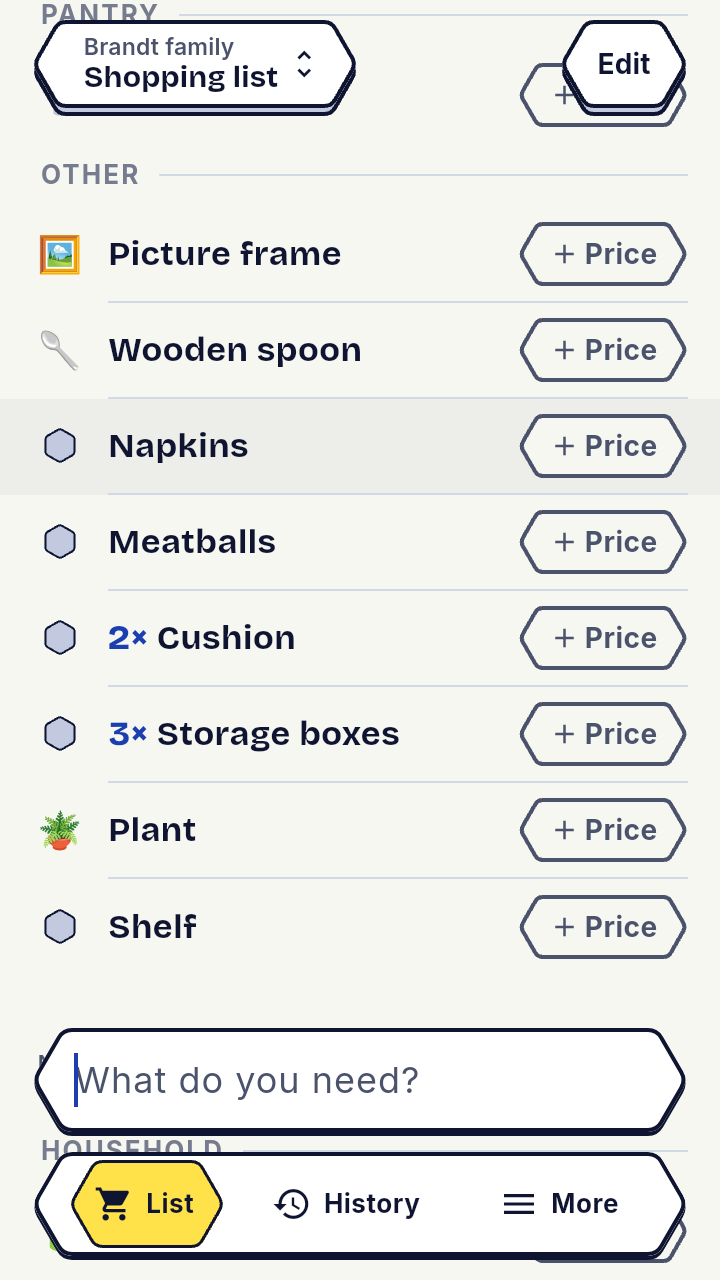 PANTRY
Brandt family
Shopping list
Edit
OTHER
Picture frame
+ Price
Wooden spoon
+ Price
Napkins
+ Price
Meatballs
+ Price
2× Cushion
+ Price
3× Storage boxes
+ Price
Plant
+ Price
Shelf
+ Price
What do you need?
HOUSEHOLD
List
History
More